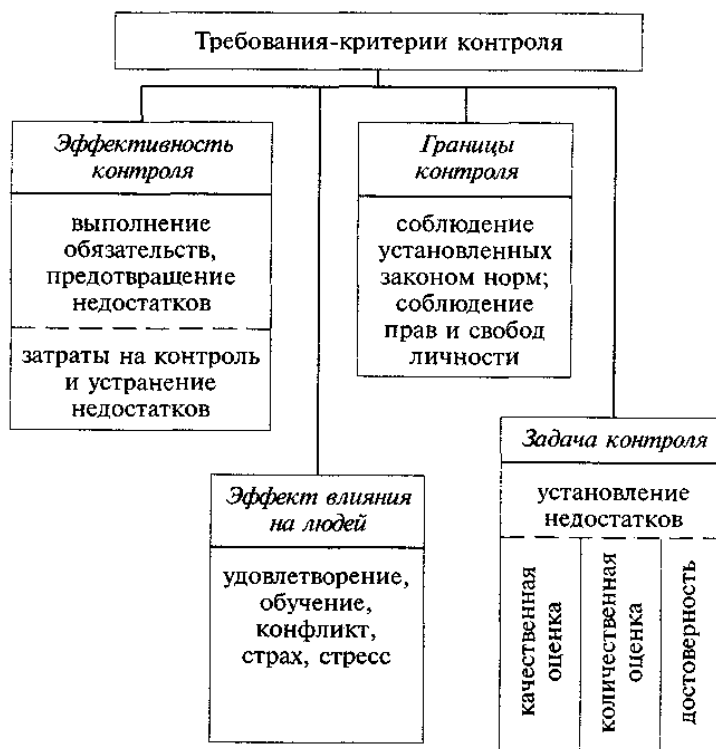 Требования-критерии контроля
Эффективность
контроля
выполнение
обязательств,
предотвращение
недостатков
затраты на контроль
и устранение
недостатков
Границы
контроля
соблюдение
установленных
законом норм;
соблюдение
прав и свобод
личности
Эффект влияния
на людей
удовлетворение,
обучение,
конфликт,
страх, стресс
Задача контроля
установление
недостатков
качественная
оценка
количественная
оценка
достоверность